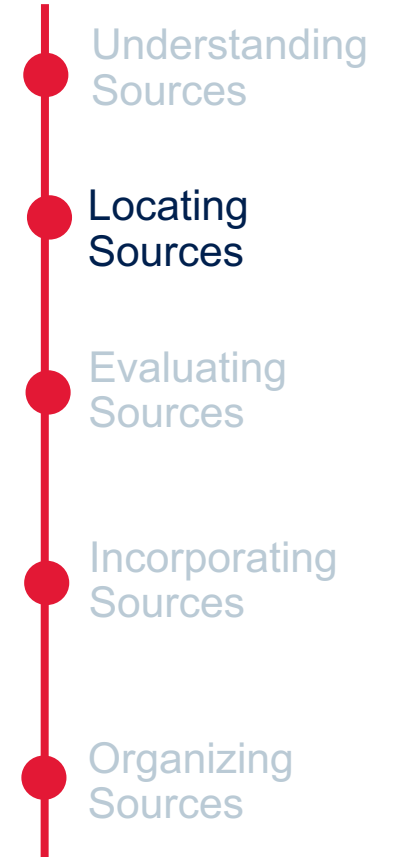 Understanding
Sources
Locating
Sources
Evaluating
Sources
Incorporating
Sources
Organizing
Sources